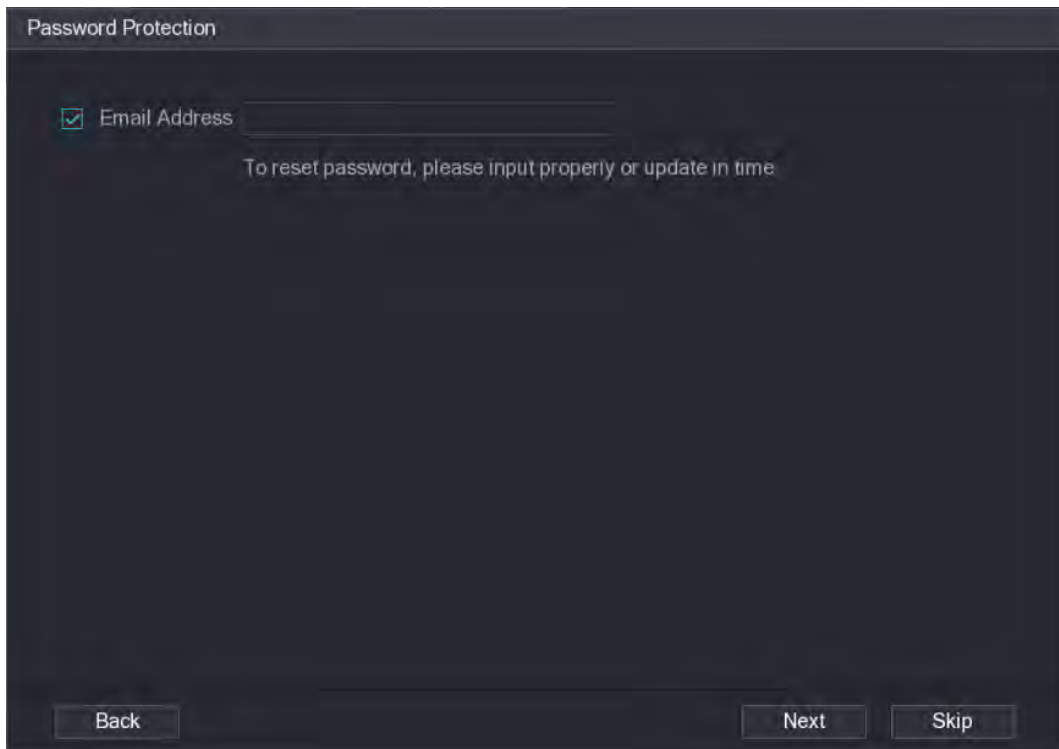 Password Protection
Email Address
To reset password, please input properly or update in time
Back Next Skip